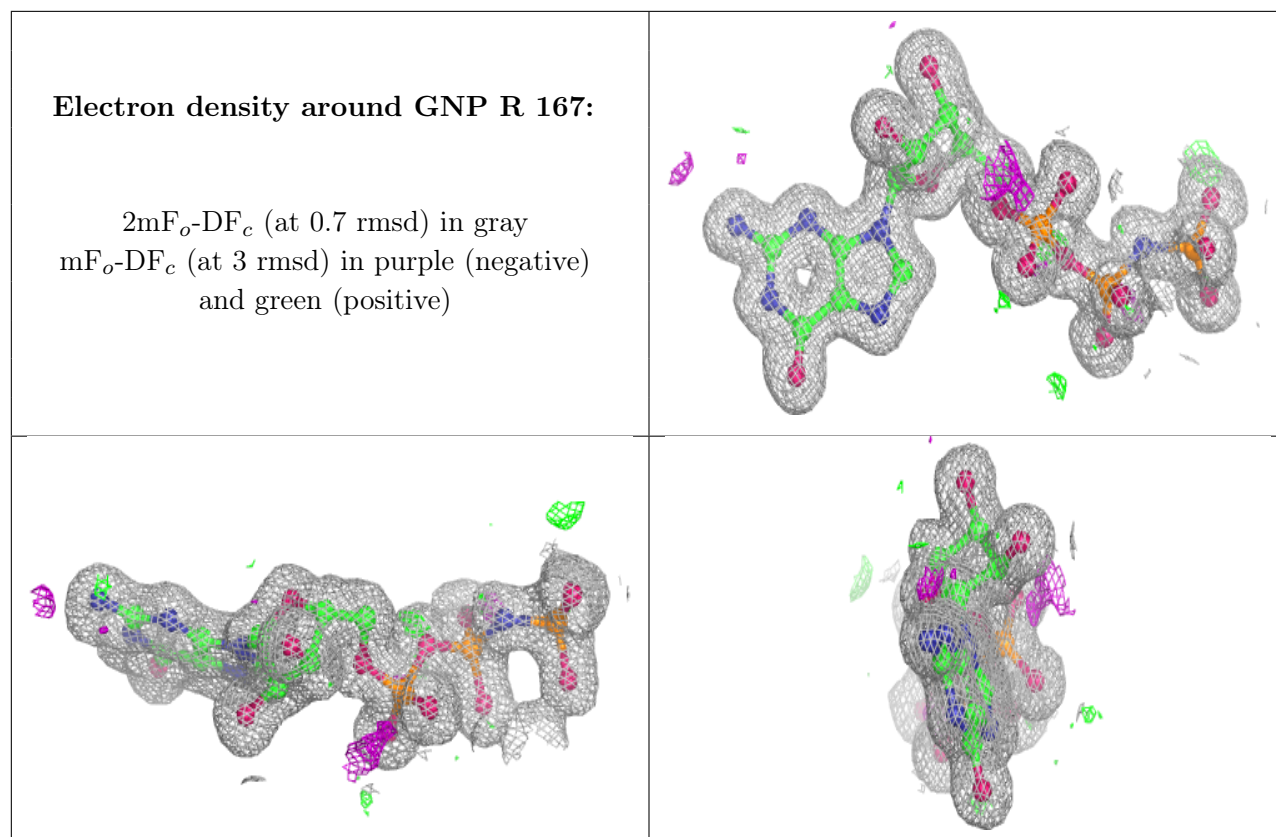 Electron density around GNP R 167:
2mFo-DFc (at 0.7 rmsd) in gray
mFo-DFc (at 3 rmsd) in purple (negative)
and green (positive)